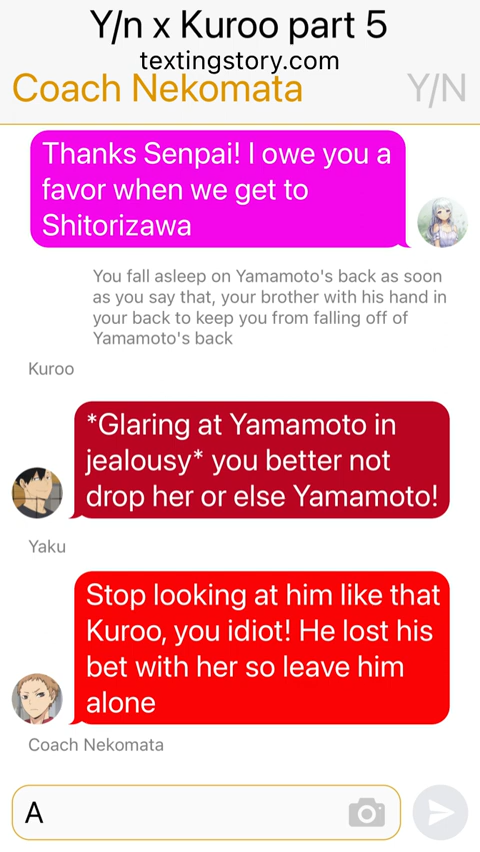 Y/n x Kuroo part 5
textingstory.com
Coach Nekomata
Y/N
Thanks Senpai! I owe you a
favor when we get to
Shitorizawa
You fall asleep on Yamamoto's back as soon
as you say that, your brother with his hand in
your back to keep you from falling off of
Yamamoto's back
Kuroo
*Glaring at Yamamoto in
jealousy* you better not
drop her or else Yamamoto!
Yaku
Stop looking at him like that
Kuroo, you idiot! He lost his
bet with her so leave him
alone
Coach Nekomata
A